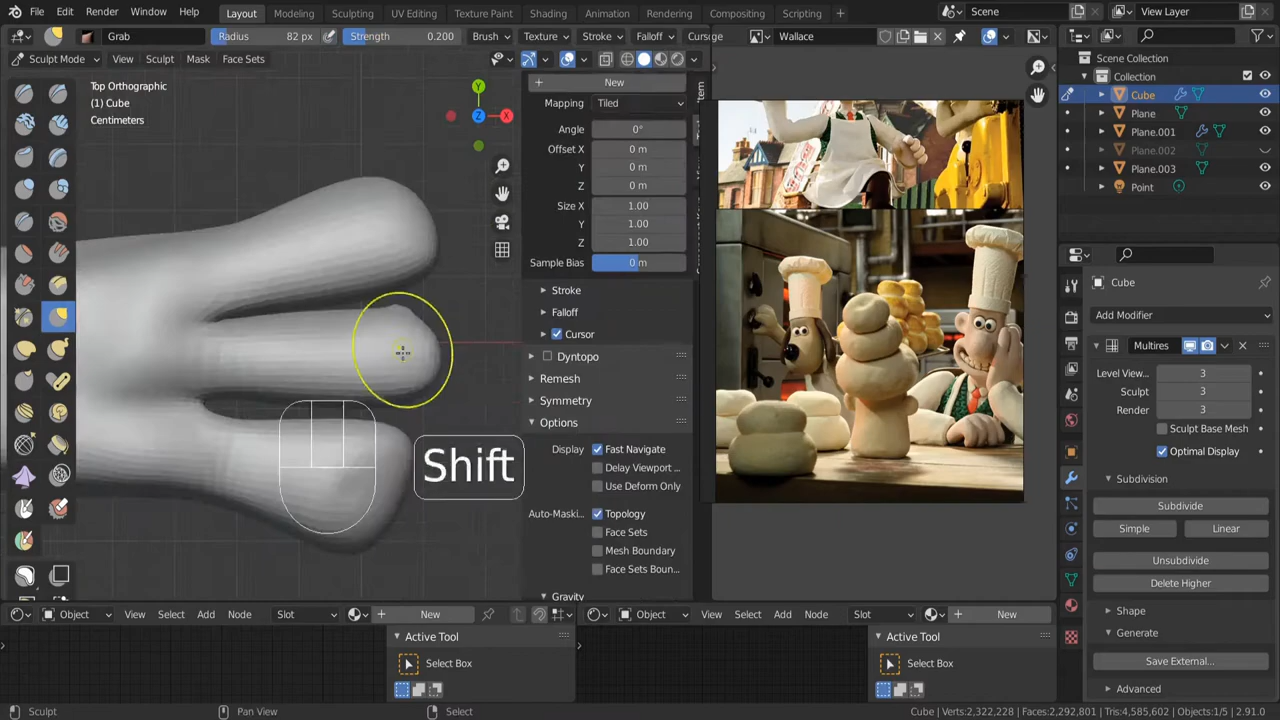 File Edit Render Window Help Layout Modeling Sculpting UV Editing Texture Paint Shading Animation Rendering Compositing Scripting + Scene View Layer
Grab Radius 82 px Strength 0.200 Brush Texture Stroke Falloff Cursor Wallace
Sculpt Mode View Sculpt Mask Face Sets
Top Orthographic
(1) Cube
Centimeters
Y
Z
X
+ New
Mapping Tiled
Angle 0°
Offset X 0 m
Y 0 m
Z 0 m
Size X 1.00
Y 1.00
Z 1.00
Sample Bias 0 m
Stroke
Falloff
Cursor
Dyntopo
Remesh
Symmetry
Options
Display Fast Navigate
Delay Viewport ...
Use Deform Only
Auto-Maski... Topology
Face Sets
Mesh Boundary
Face Sets Boun...
Gravity
Item
Shift
Scene Collection
Collection
Cube
Plane
Plane.001
Plane.002
Plane.003
Point
Cube
Add Modifier
Multires
Level View... 3
Sculpt 3
Render 3
Sculpt Base Mesh
Optimal Display
Subdivision
Subdivide
Simple Linear
Unsubdivide
Delete Higher
Shape
Generate
Save External...
Advanced
Object View Select Add Node Slot + New
Object View Select Add Node Slot + New
Active Tool
Select Box
Active Tool
Select Box
Sculpt Pan View Select Cube | Verts:2,322,228 | Faces:2,292,801 | Tris:4,585,602 | Objects:1/5 | 2.91.0